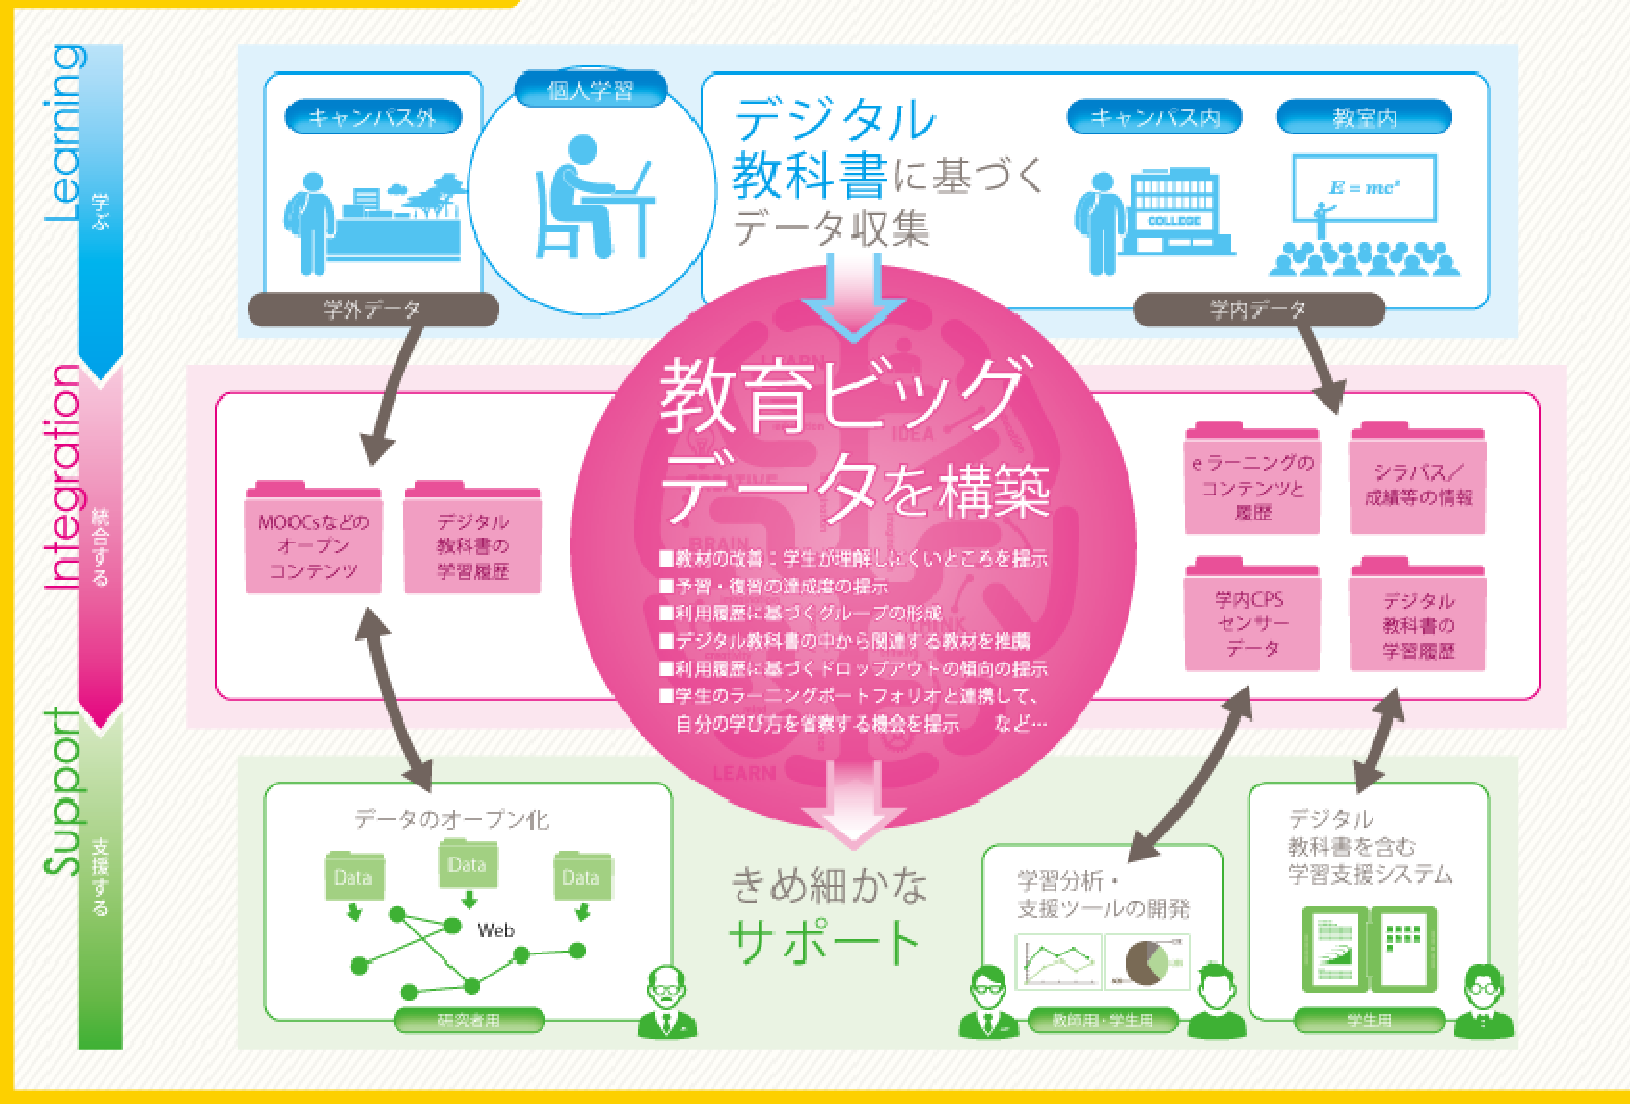 Learning
学ぶ
キャンパス外
個人学習
デジタル
教科書に基づく
データ収集
キャンパス内
COLLEGE
教室内
E = mc²
学外データ
学内データ
Integration
統合する
MOOCsなどの
オープン
コンテンツ
デジタル
教科書の
学習履歴
教育ビッグ
データを構築
■教材の改善：学生が理解しにくいところを提示
■予習・復習の達成度の提示
■利用履歴に基づくグループの形成
■デジタル教科書の中から関連する教材を推薦
■利用履歴に基づくドロップアウトの傾向の提示
■学生のラーニングポートフォリオと連携して、
自分の学び方を省察する機会を提示　など…
LEARN
IDEA
CREATIVE
BRAIN
THINK
LEARN
eラーニングの
コンテンツと
履歴
シラバス／
成績等の情報
学内CPS
センサー
データ
デジタル
教科書の
学習履歴
Support
支援する
データのオープン化
Data
Data
Data
Web
研究者用
きめ細かな
サポート
学習分析・
支援ツールの開発
教師用・学生用
デジタル
教科書を含む
学習支援システム
学生用